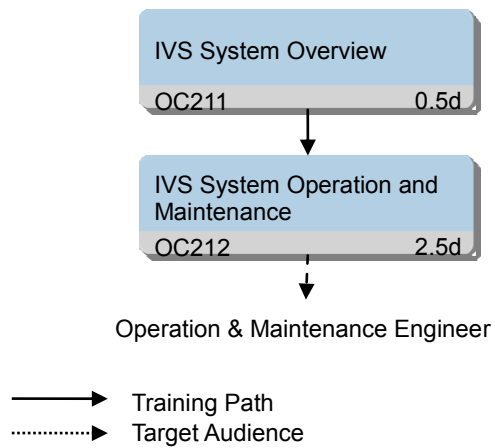 IVS System Overview
OC211 0.5d
IVS System Operation and
Maintenance
OC212 2.5d
Operation & Maintenance Engineer
Training Path
Target Audience